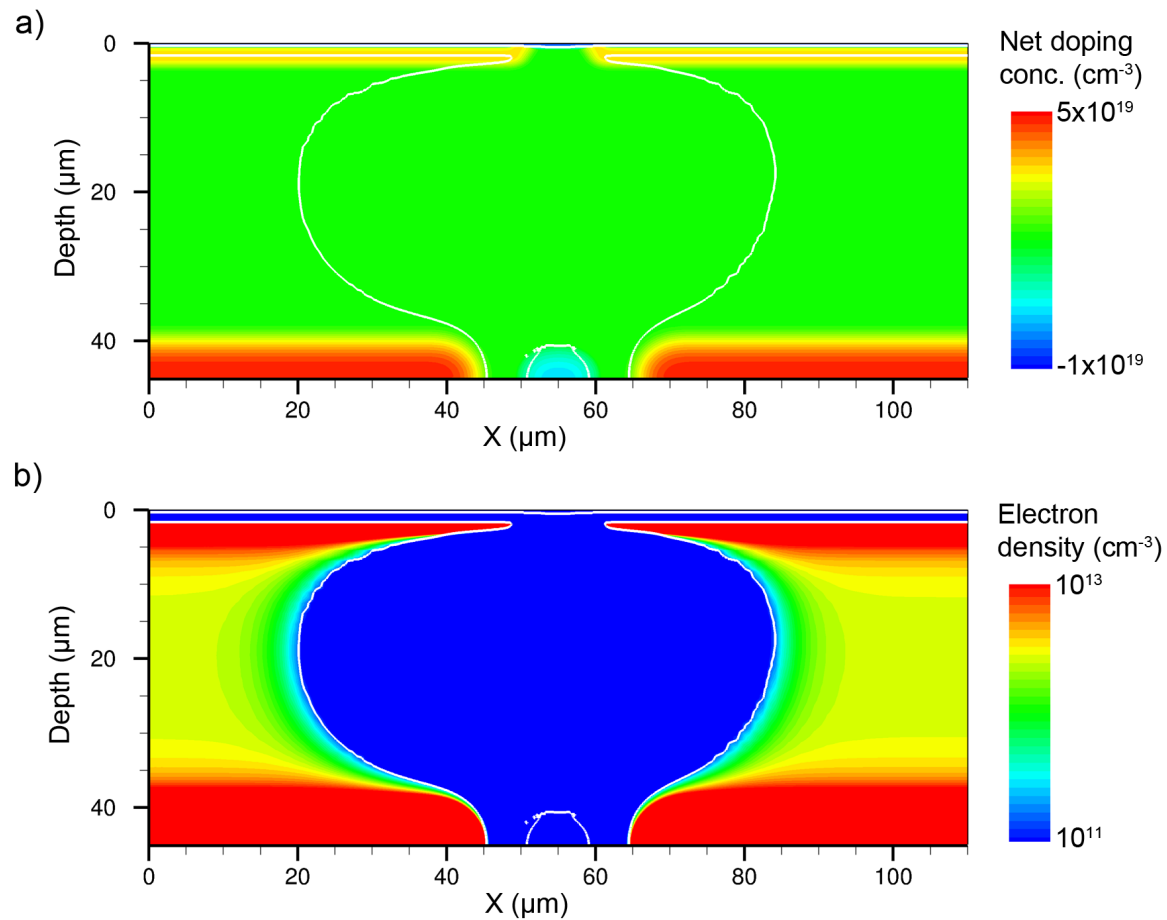 a)
Net doping
conc. (cm⁻³)
5x10¹⁹
-1x10¹⁹
0
20
40
Depth (µm)
0 20 40 60 80 100
X (µm)
b)
Electron
density (cm⁻³)
10¹³
10¹¹
0
20
40
Depth (µm)
0 20 40 60 80 100
X (µm)